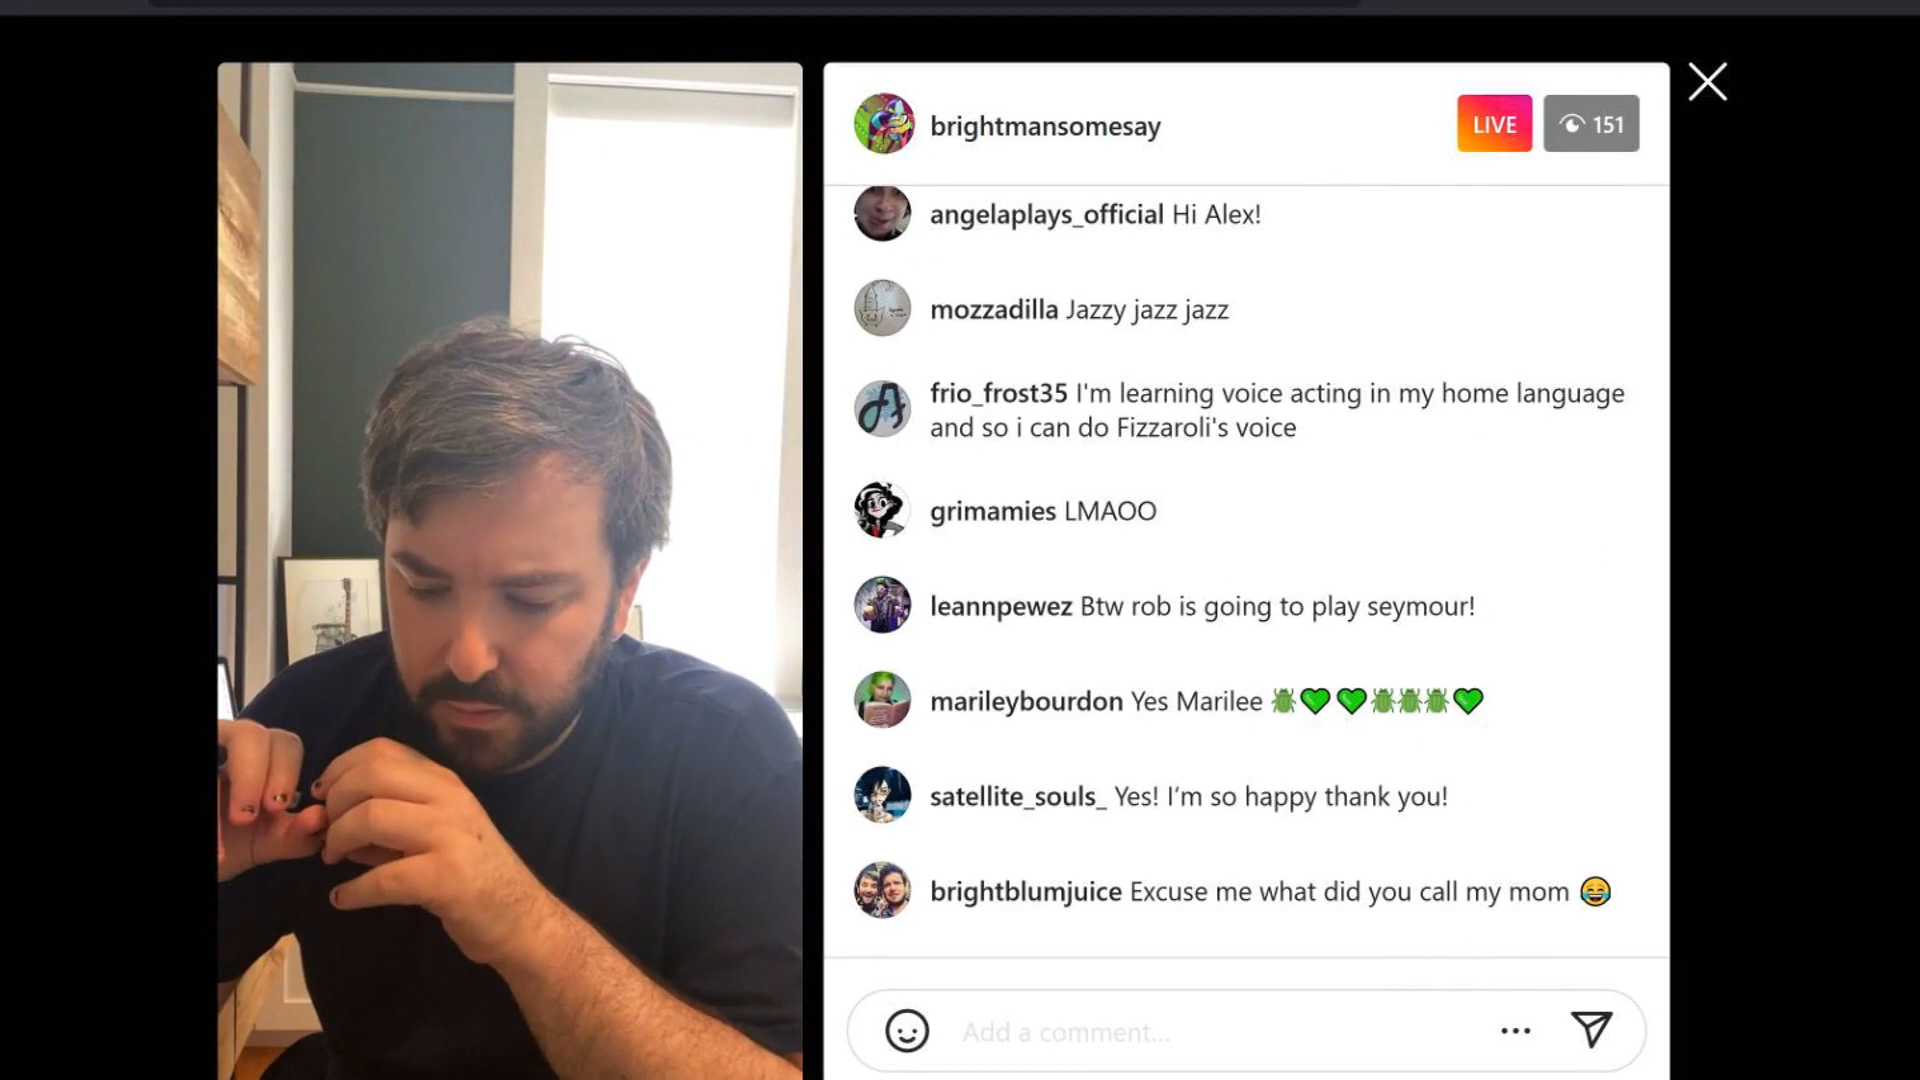 brightmansomesay
LIVE
151
angelaplays_official Hi Alex!
mozzadilla Jazzy jazz jazz
frio_frost35 I'm learning voice acting in my home language
and so i can do Fizzaroli's voice
grimamies LMAOO
leannpewez Btw rob is going to play seymour!
marileybourdon Yes Marilee 🪲💚💚🪲🪲🪲💚
satellite_souls_ Yes! I’m so happy thank you!
brightblumjuice Excuse me what did you call my mom 😂
Add a comment...